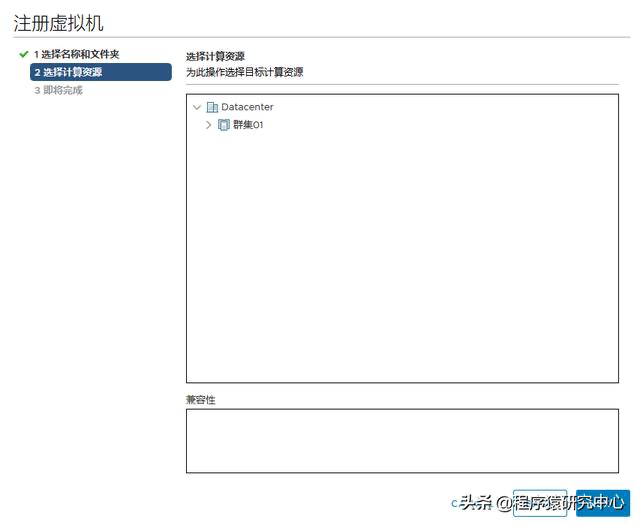 注册虚拟机
1 选择名称和文件夹
2 选择计算资源
3 即将完成
选择计算资源
为此操作选择目标计算资源
Datacenter
群集01
兼容性
头条 @程序猿研究中心